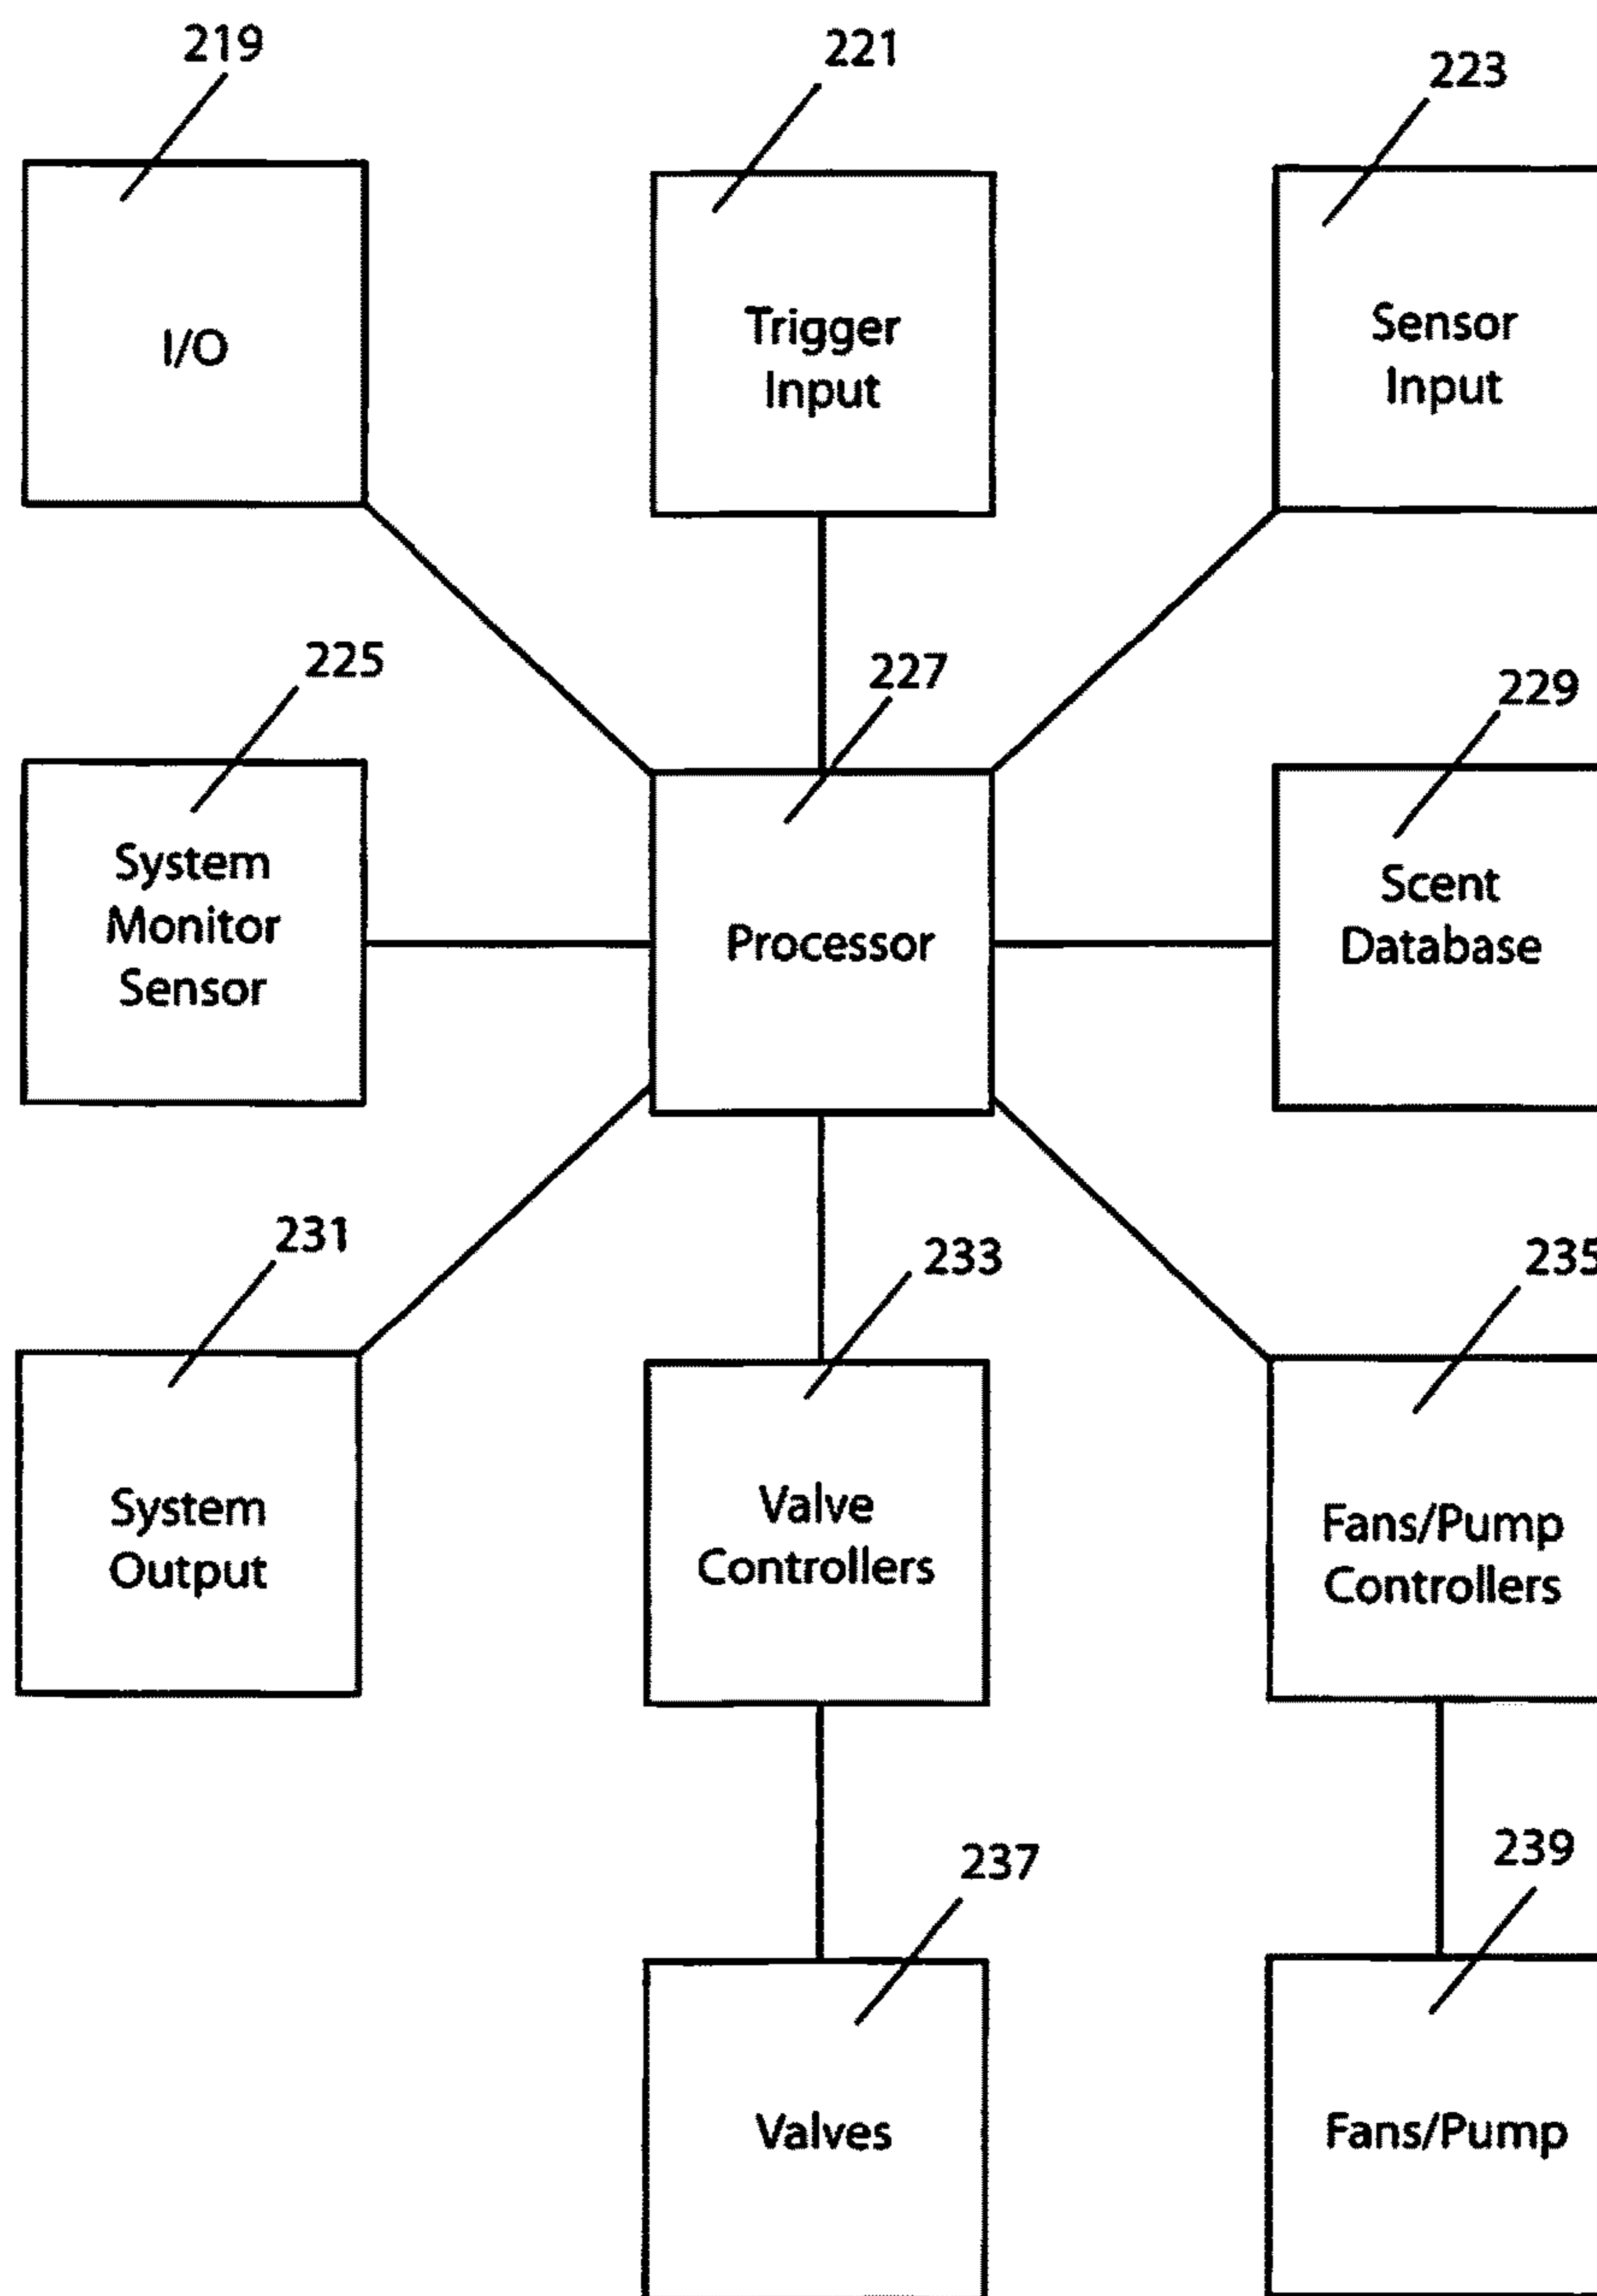 219
221
223
I/O
Trigger
Input
Sensor
Input
225
227
229
System
Monitor
Sensor
Processor
Scent
Database
231
233
235
System
Output
Valve
Controllers
Fans/Pump
Controllers
237
239
Valves
Fans/Pump